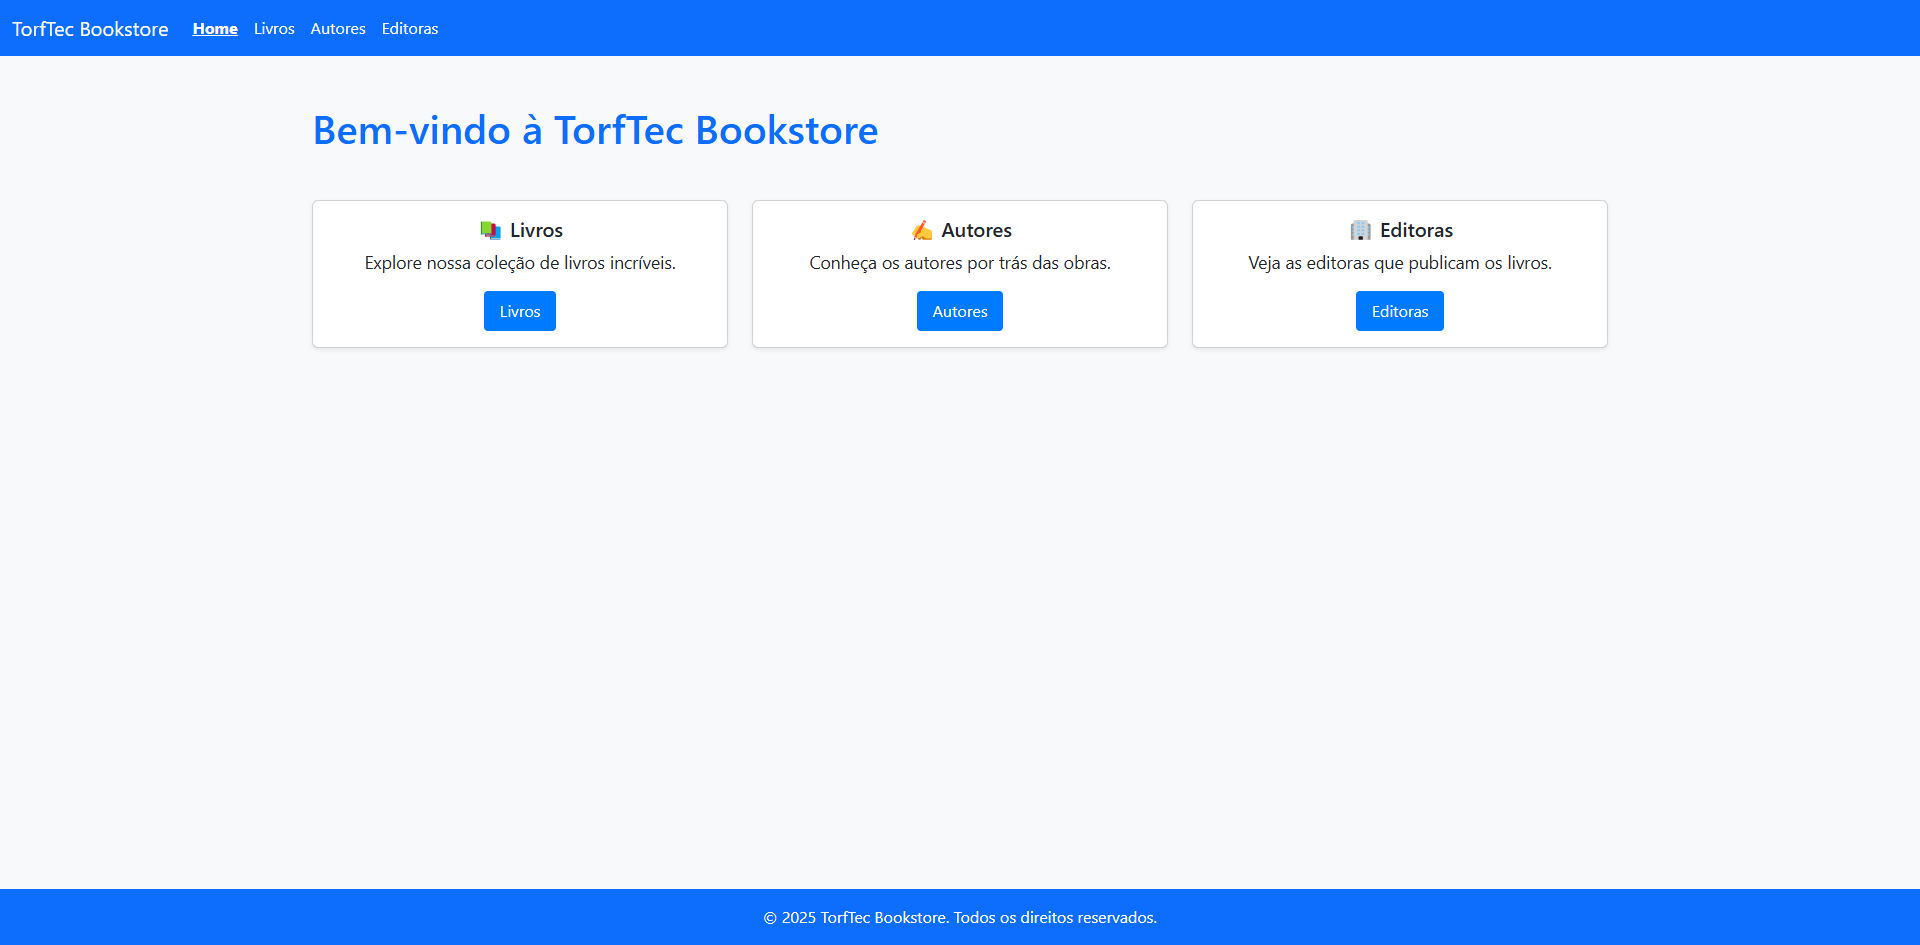 TorfTec Bookstore Home Livros Autores Editoras
Bem-vindo à TorfTec Bookstore
📚 Livros
Explore nossa coleção de livros incríveis.
Livros
✍️ Autores
Conheça os autores por trás das obras.
Autores
🏢 Editoras
Veja as editoras que publicam os livros.
Editoras
© 2025 TorfTec Bookstore. Todos os direitos reservados.